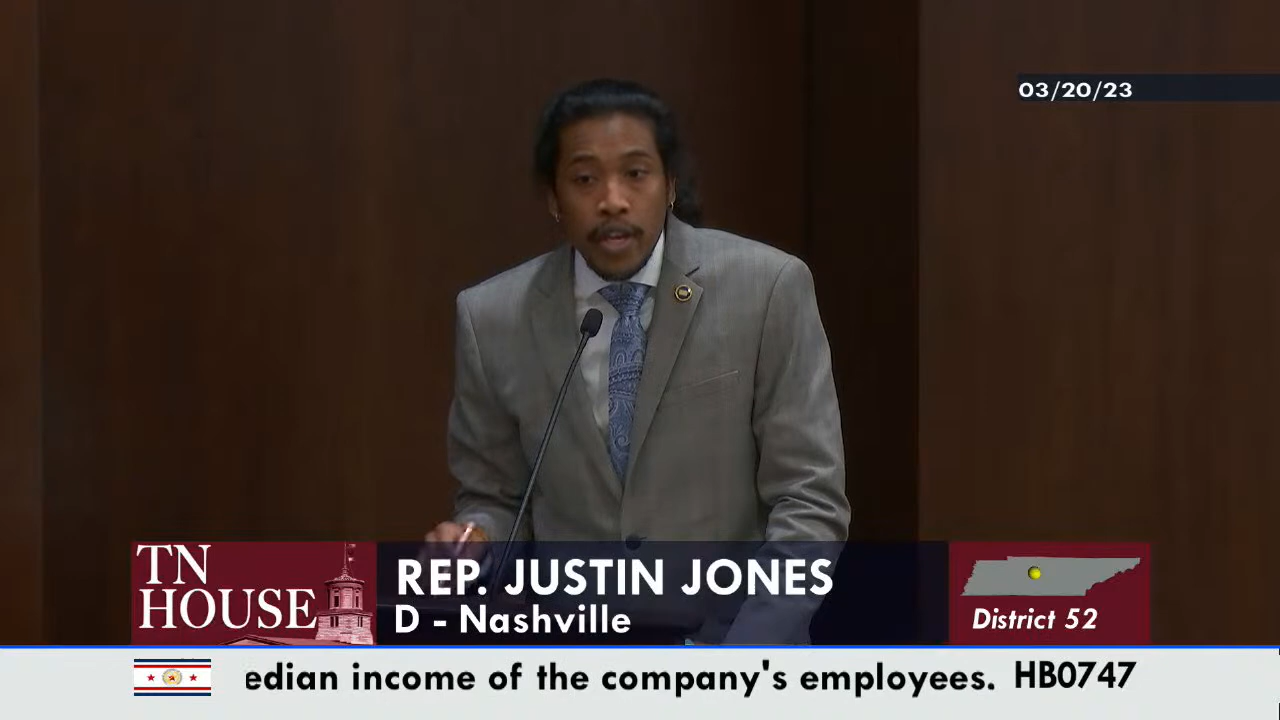 03/20/23
TN
HOUSE
REP. JUSTIN JONES
D - Nashville
District 52
edian income of the company's employees. HB0747